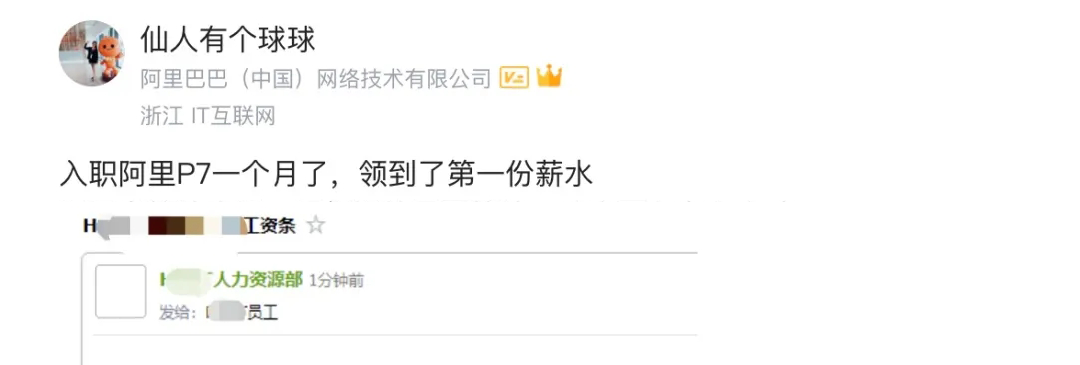 仙人有个球球
阿里巴巴（中国）网络技术有限公司
浙江 IT互联网
入职阿里P7一个月了，领到了第一份薪水
H 工资条
人力资源部 1分钟前
发给： 员工